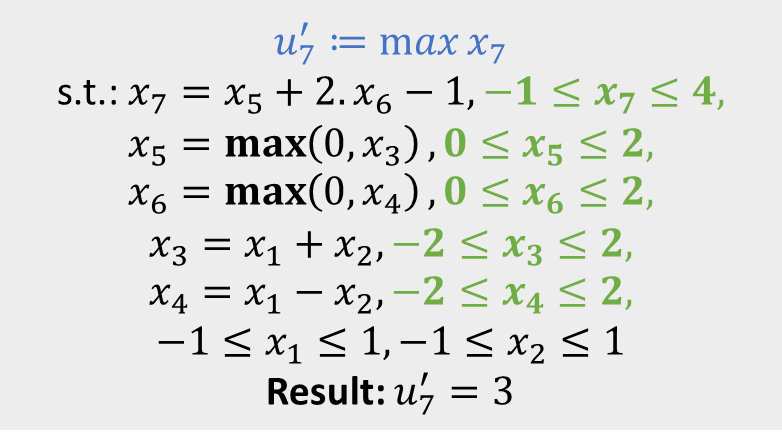 u₇′ ≔ max x₇
s.t.: x₇ = x₅ + 2. x₆ − 1, −1 ≤ x₇ ≤ 4,
x₅ = max(0, x₃) , 0 ≤ x₅ ≤ 2,
x₆ = max(0, x₄) , 0 ≤ x₆ ≤ 2,
x₃ = x₁ + x₂, −2 ≤ x₃ ≤ 2,
x₄ = x₁ − x₂, −2 ≤ x₄ ≤ 2,
−1 ≤ x₁ ≤ 1, −1 ≤ x₂ ≤ 1
Result: u₇′ = 3